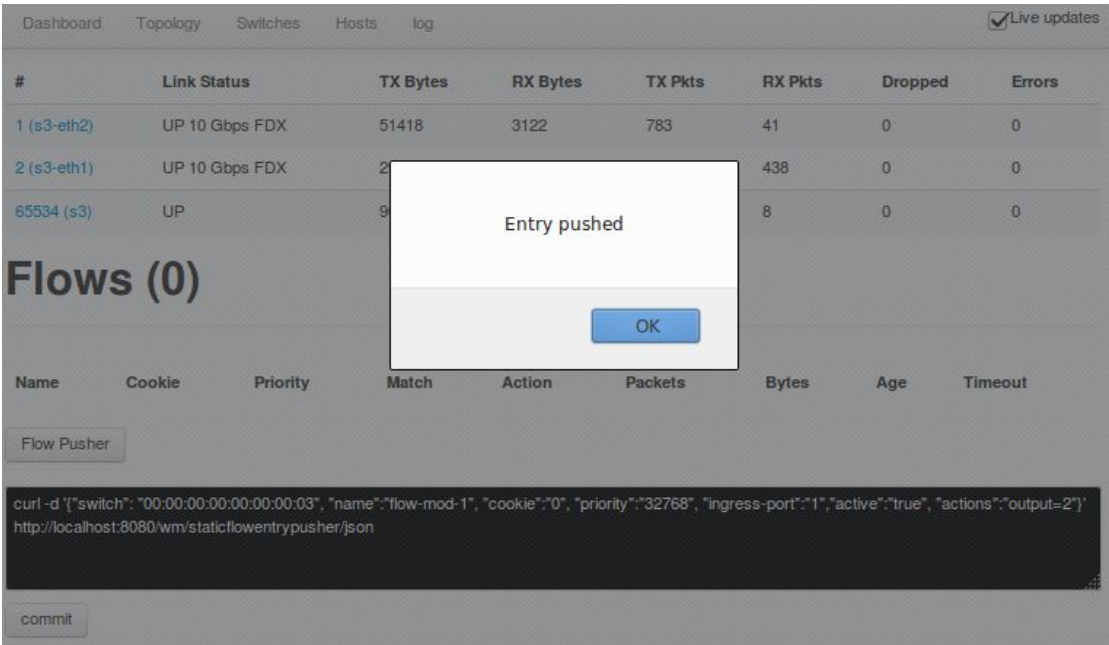 Dashboard Topology Switches Hosts log Live updates
# Link Status TX Bytes RX Bytes TX Pkts RX Pkts Dropped Errors
1 (s3-eth2) UP 10 Gbps FDX 51418 3122 783 41 0 0
2 (s3-eth1) UP 10 Gbps FDX 438 0 0
65534 (s3) UP 8 0 0
Entry pushed
OK
Flows (0)
Name Cookie Priority Match Action Packets Bytes Age Timeout
Flow Pusher
curl -d '{"switch": "00:00:00:00:00:00:00:03", "name":"flow-mod-1", "cookie":"0", "priority":"32768", "ingress-port":"1","active":"true", "actions":"output=2"}'
http://localhost:8080/wm/staticflowentrypusher/json
commit